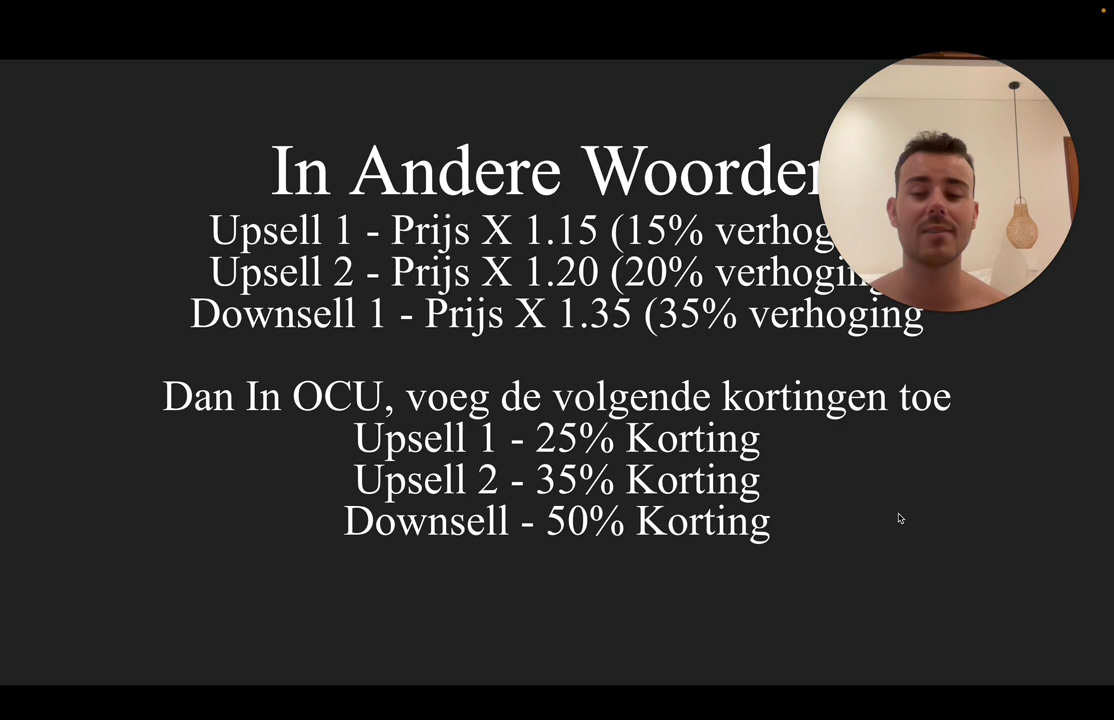 In Andere Woorden
Upsell 1 - Prijs X 1.15 (15% verhog
Upsell 2 - Prijs X 1.20 (20% verhoging
Downsell 1 - Prijs X 1.35 (35% verhoging
Dan In OCU, voeg de volgende kortingen toe
Upsell 1 - 25% Korting
Upsell 2 - 35% Korting
Downsell - 50% Korting